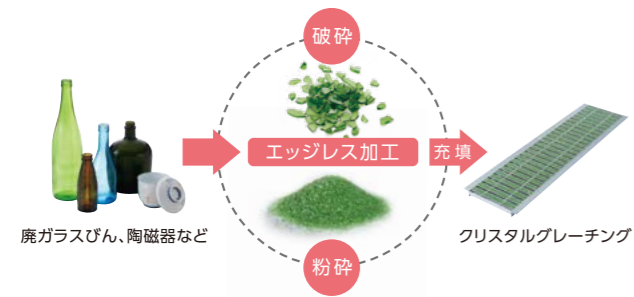 破砕
エッジレス加工
充填
廃ガラスびん、陶磁器など
クリスタルグレーチング
粉砕